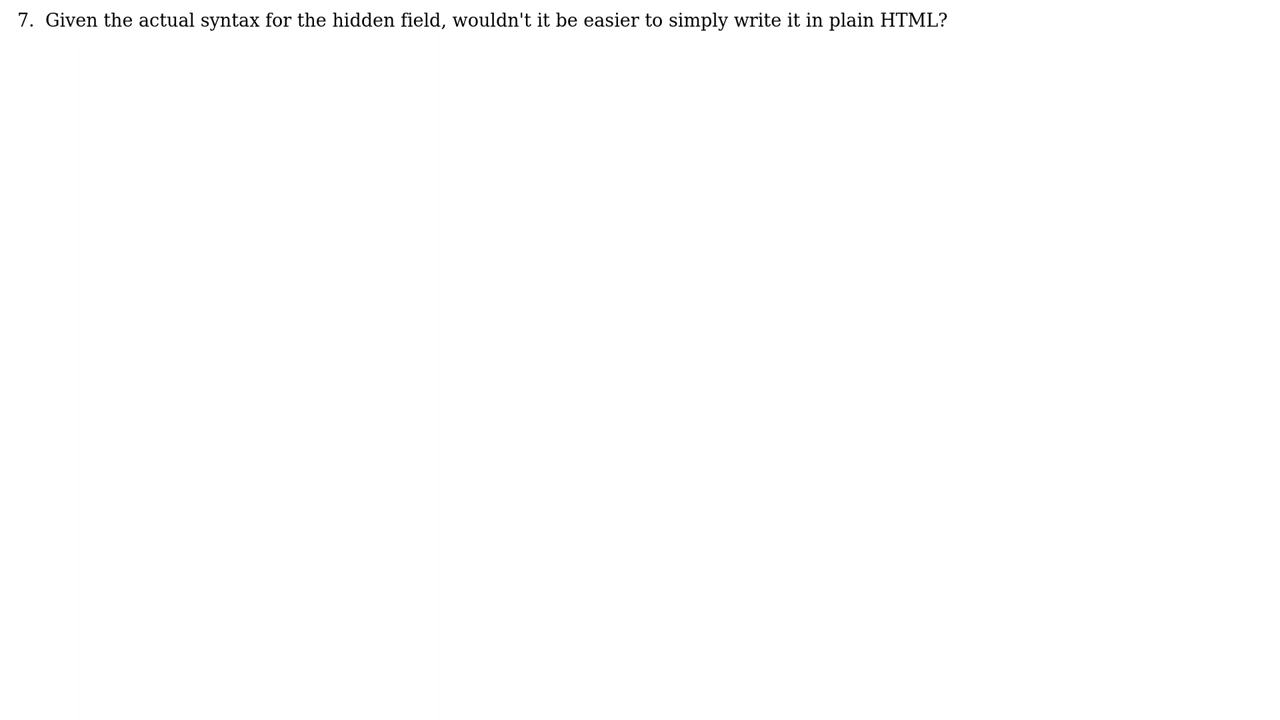 7. Given the actual syntax for the hidden field, wouldn't it be easier to simply write it in plain HTML?